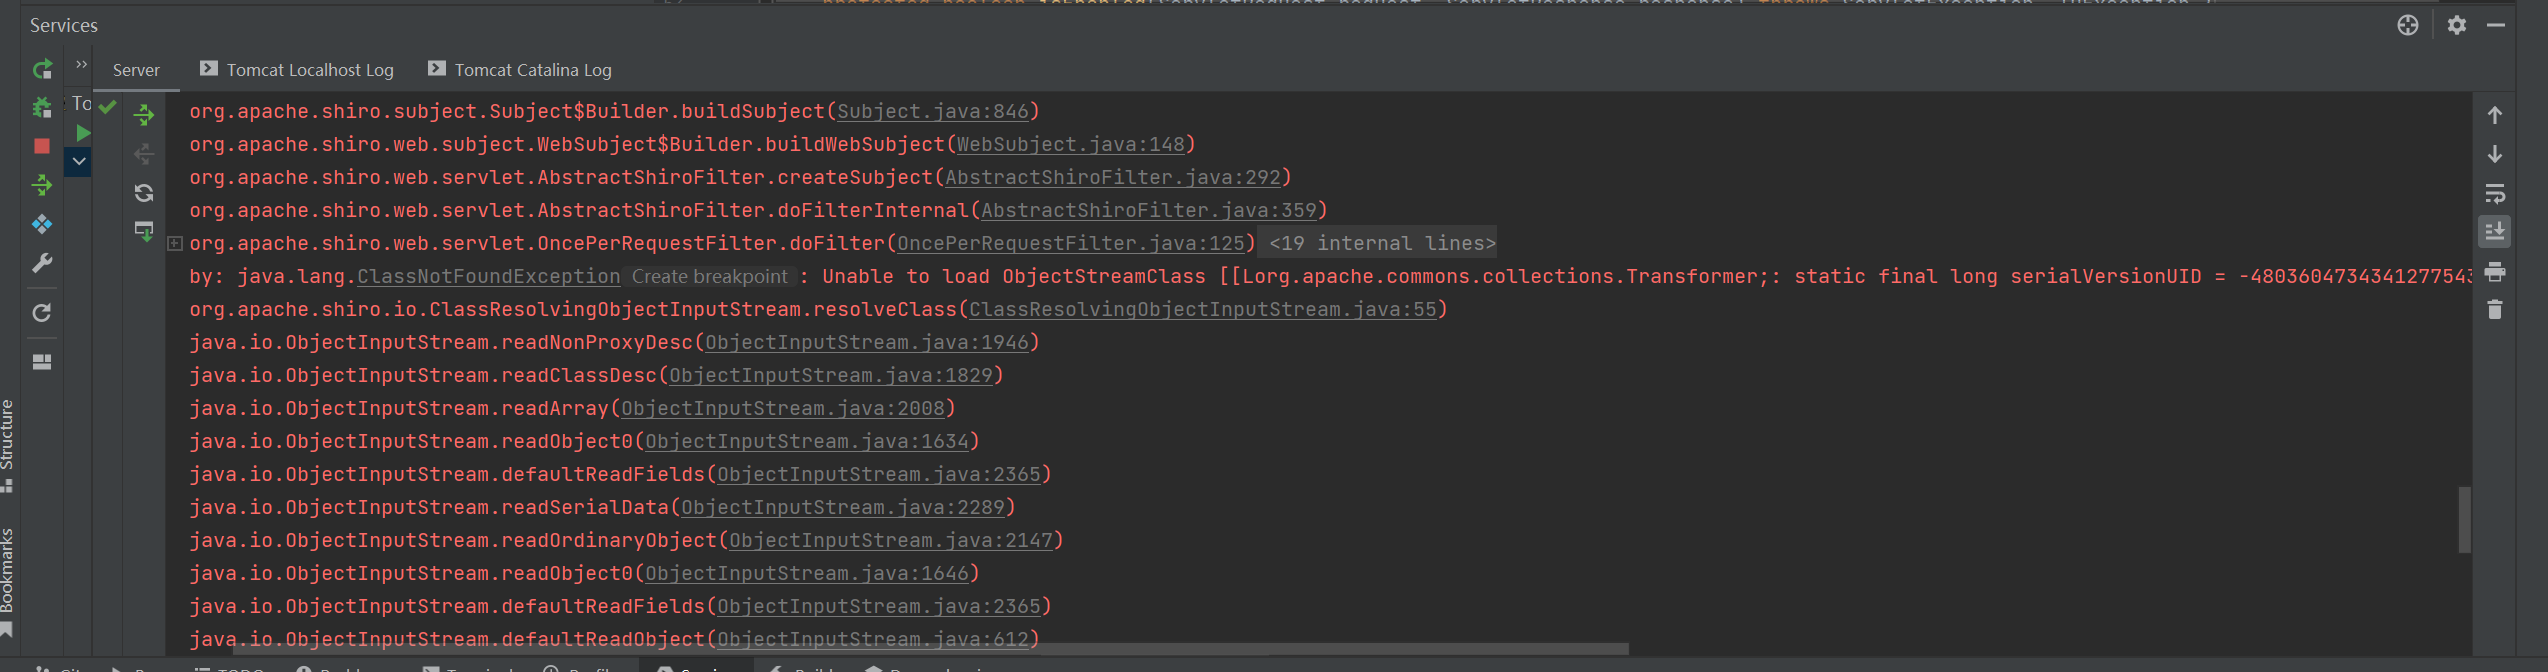 Services
Server
Tomcat Localhost Log
Tomcat Catalina Log
To
org.apache.shiro.subject.Subject$Builder.buildSubject(Subject.java:846)
org.apache.shiro.web.subject.WebSubject$Builder.buildWebSubject(WebSubject.java:148)
org.apache.shiro.web.servlet.AbstractShiroFilter.createSubject(AbstractShiroFilter.java:292)
org.apache.shiro.web.servlet.AbstractShiroFilter.doFilterInternal(AbstractShiroFilter.java:359)
org.apache.shiro.web.servlet.OncePerRequestFilter.doFilter(OncePerRequestFilter.java:125) <19 internal lines>
by: java.lang.ClassNotFoundException Create breakpoint : Unable to load ObjectStreamClass [[Lorg.apache.commons.collections.Transformer;: static final long serialVersionUID = -4803604734341277543
org.apache.shiro.io.ClassResolvingObjectInputStream.resolveClass(ClassResolvingObjectInputStream.java:55)
java.io.ObjectInputStream.readNonProxyDesc(ObjectInputStream.java:1946)
java.io.ObjectInputStream.readClassDesc(ObjectInputStream.java:1829)
java.io.ObjectInputStream.readArray(ObjectInputStream.java:2008)
java.io.ObjectInputStream.readObject0(ObjectInputStream.java:1634)
java.io.ObjectInputStream.defaultReadFields(ObjectInputStream.java:2365)
java.io.ObjectInputStream.readSerialData(ObjectInputStream.java:2289)
java.io.ObjectInputStream.readOrdinaryObject(ObjectInputStream.java:2147)
java.io.ObjectInputStream.readObject0(ObjectInputStream.java:1646)
java.io.ObjectInputStream.defaultReadFields(ObjectInputStream.java:2365)
java.io.ObjectInputStream.defaultReadObject(ObjectInputStream.java:612)
Structure
Bookmarks